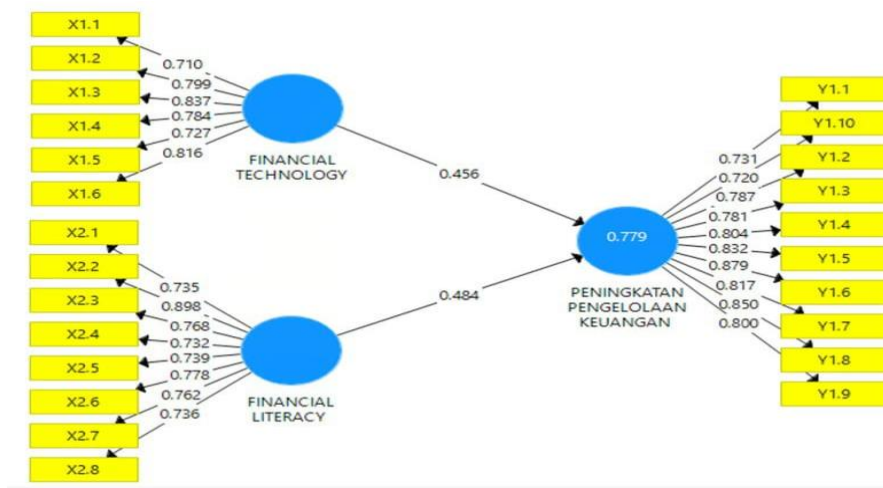 X1.1
X1.2
X1.3
X1.4
X1.5
X1.6
0.710
0.799
0.837
0.784
0.727
0.816
FINANCIAL
TECHNOLOGY
0.456
X2.1
X2.2
X2.3
X2.4
X2.5
X2.6
X2.7
X2.8
0.735
0.898
0.768
0.732
0.739
0.778
0.762
0.736
FINANCIAL
LITERACY
0.484
0.779
PENINGKATAN
PENGELOLAAN
KEUANGAN
0.731
0.720
0.787
0.781
0.804
0.832
0.879
0.817
0.850
0.800
Y1.1
Y1.10
Y1.2
Y1.3
Y1.4
Y1.5
Y1.6
Y1.7
Y1.8
Y1.9